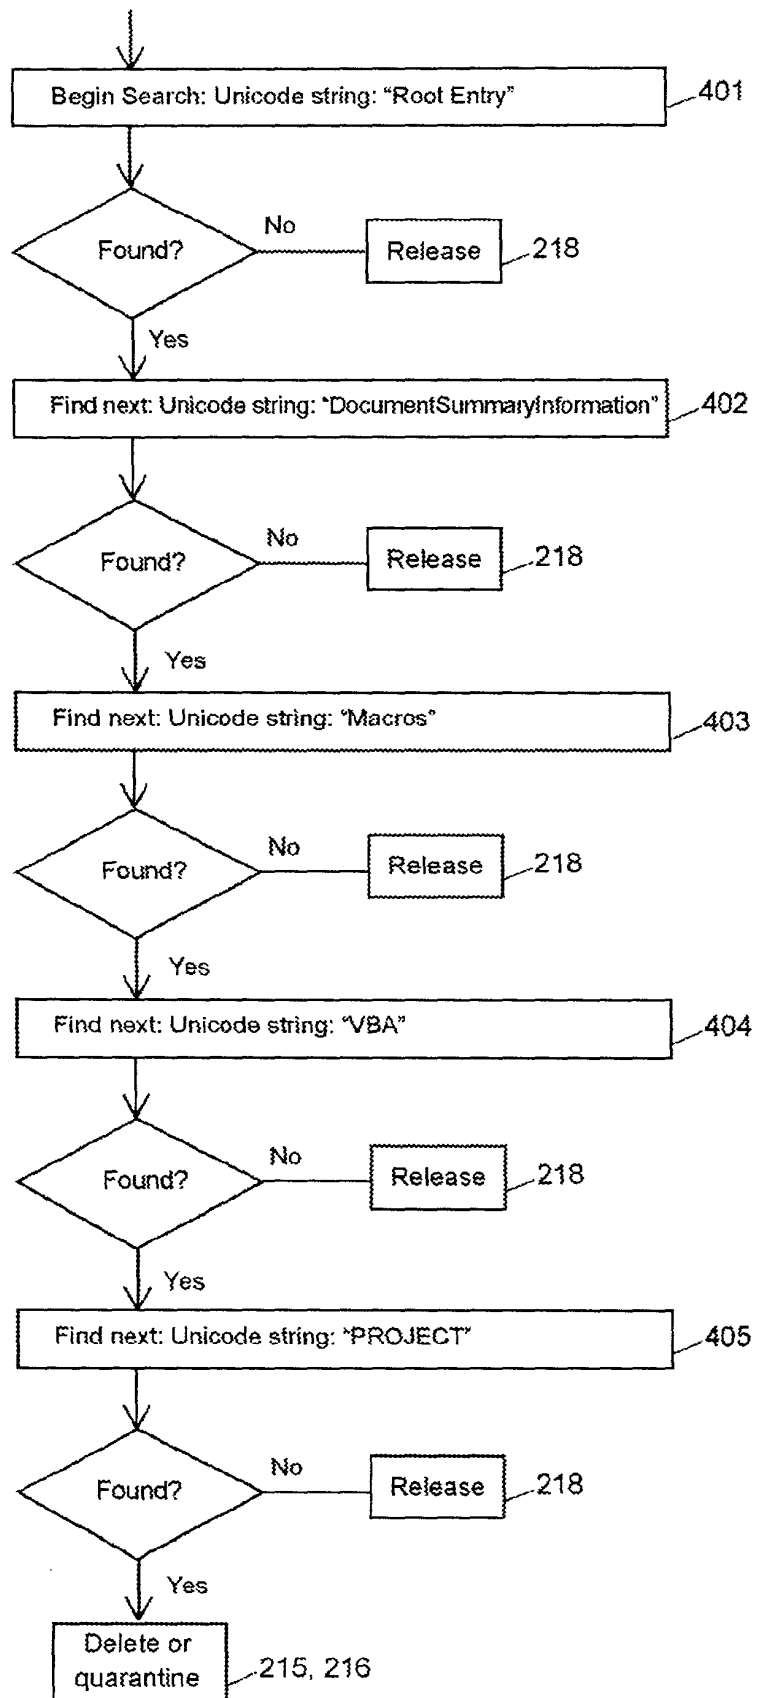 Begin Search: Unicode string: "Root Entry"
401
Found?
No
Release
218
Yes
Find next: Unicode string: "DocumentSummaryInformation"
402
Found?
No
Release
218
Yes
Find next: Unicode string: "Macros"
403
Found?
No
Release
218
Yes
Find next: Unicode string: "VBA"
404
Found?
No
Release
218
Yes
Find next: Unicode string: "PROJECT"
405
Found?
No
Release
218
Yes
Delete or
quarantine
215, 216